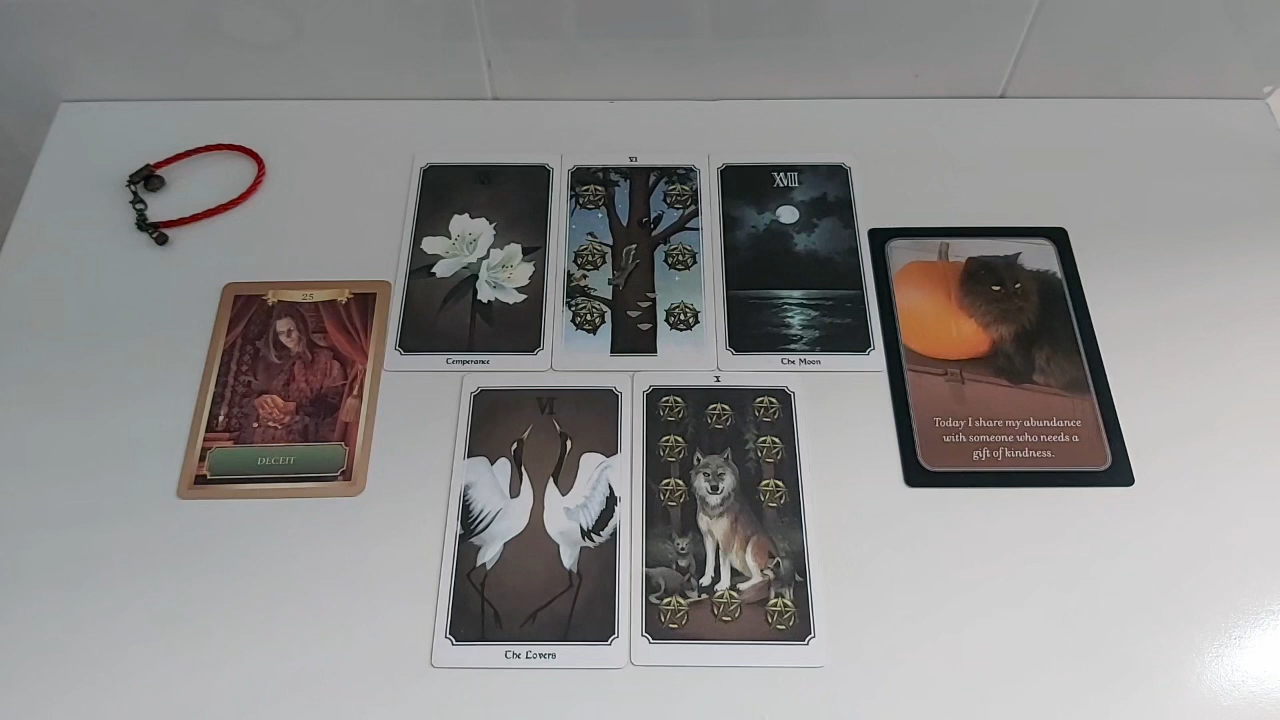 VI
XVIII
Temperance
The Moon
25
DECEIT
Today I share my abundance
with someone who needs a
gift of kindness.
X
VI
The Lovers